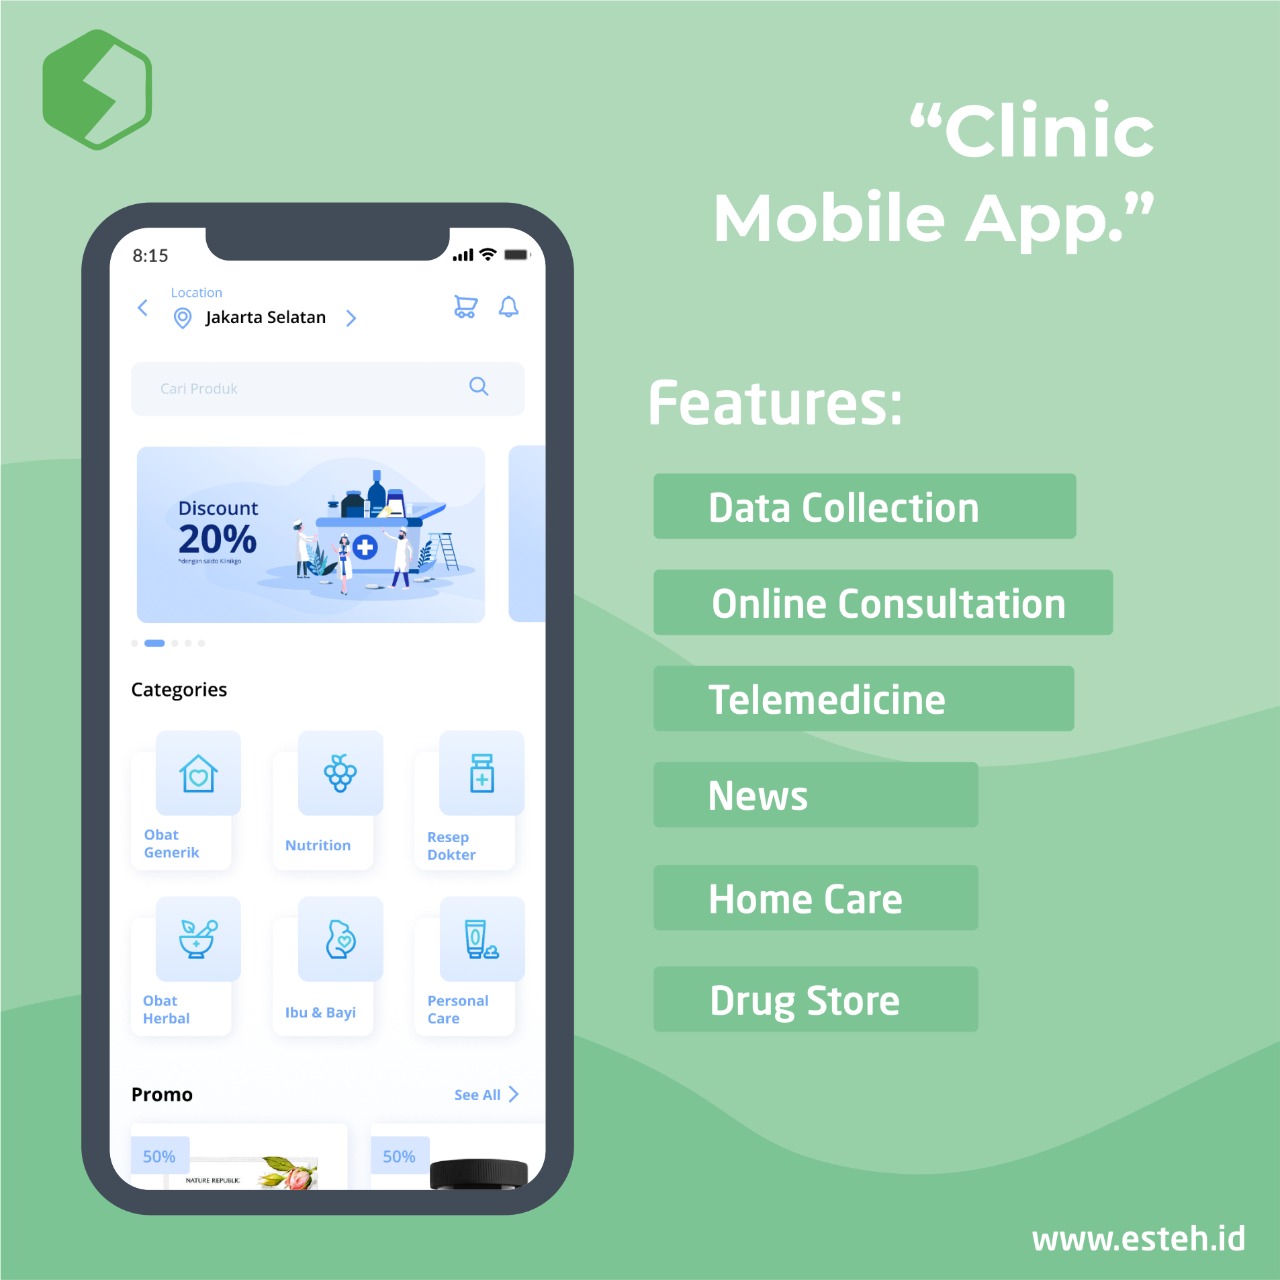 “Clinic
Mobile App.”
8:15
Location
Jakarta Selatan
Cari Produk
Discount
20%
*dengan saldo Klinikgo
Categories
Obat
Generik
Nutrition
Resep
Dokter
Obat
Herbal
Ibu & Bayi
Personal
Care
Promo
See All
50%
50%
NATURE REPUBLIC
Features:
Data Collection
Online Consultation
Telemedicine
News
Home Care
Drug Store
www.esteh.id